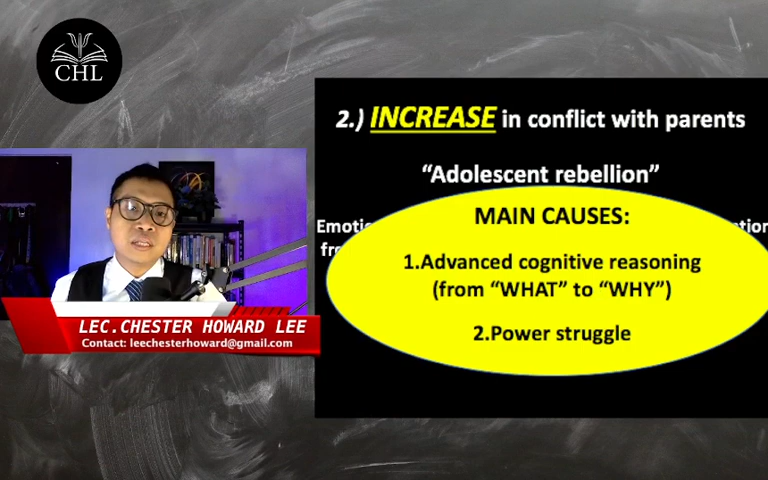 CHL
2.) INCREASE in conflict with parents
“Adolescent rebellion”
MAIN CAUSES:
1.Advanced cognitive reasoning
(from “WHAT” to “WHY”)
2.Power struggle
LEC.CHESTER HOWARD LEE
Contact: leechesterhoward@gmail.com